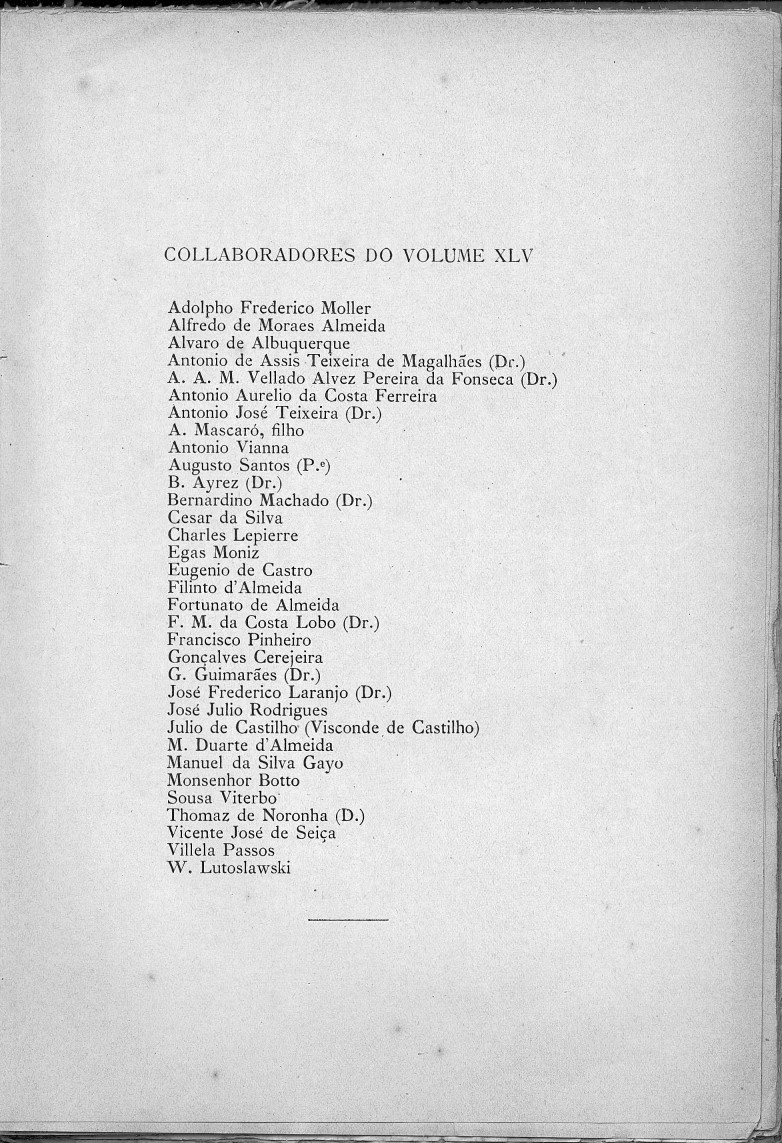 COLLABORADORES DO VOLUME XLV
Adolpho Frederico Moller
Alfredo de Moraes Almeida
Alvaro de Albuquerque
Antonio de Assis Teixeira de Magalhães (Dr.)
A. A. M. Vellado Alvez Pereira da Fonseca (Dr.)
Antonio Aurelio da Costa Ferreira
Antonio José Teixeira (Dr.)
A. Mascaró, filho
Antonio Vianna
Augusto Santos (P.ᵉ)
B. Ayrez (Dr.)
Bernardino Machado (Dr.)
Cesar da Silva
Charles Lepierre
Egas Moniz
Eugenio de Castro
Filinto d'Almeida
Fortunato de Almeida
F. M. da Costa Lobo (Dr.)
Francisco Pinheiro
Gonçalves Cerejeira
G. Guimarães (Dr.)
José Frederico Laranjo (Dr.)
José Julio Rodrigues
Julio de Castilho (Visconde de Castilho)
M. Duarte d'Almeida
Manuel da Silva Gayo
Monsenhor Botto
Sousa Viterbo
Thomaz de Noronha (D.)
Vicente José de Seiça
Villela Passos
W. Lutoslawski